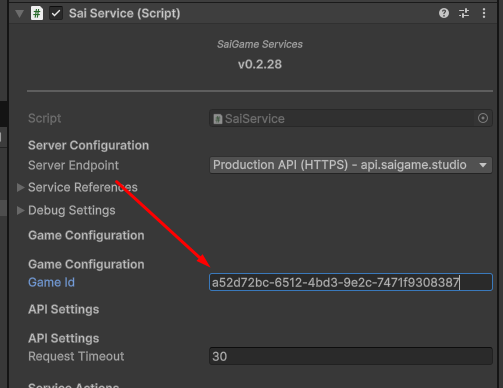 Sai Service (Script)
SaiGame Services
v0.2.28
Script SaiService
Server Configuration
Server Endpoint Production API (HTTPS) - api.saigame.studio
Service References
Debug Settings
Game Configuration
Game Configuration
Game Id a52d72bc-6512-4bd3-9e2c-7471f9308387
API Settings
API Settings
Request Timeout 30
Service Actions